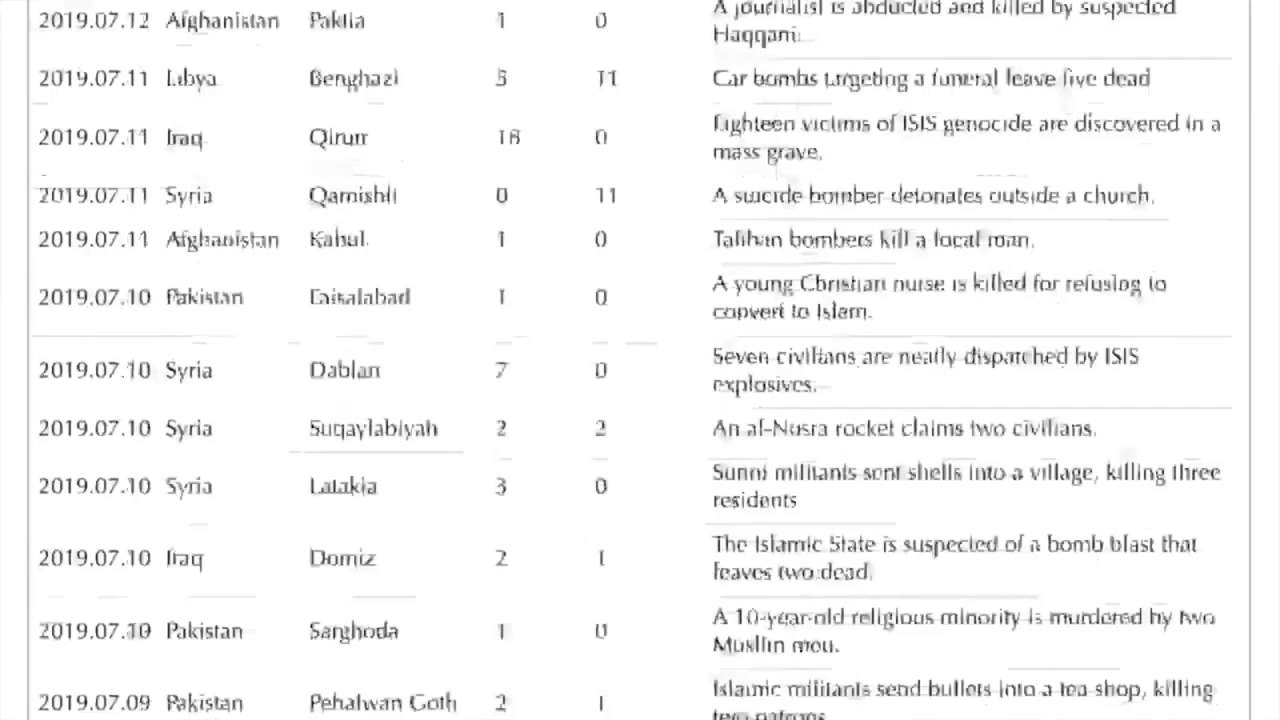 2019.07.12 Afghanistan Paktia 1 0 A journalist is abducted and killed by suspected
Haqqani.
2019.07.11 Libya Benghazi 5 11 Car bombs targeting a funeral leave five dead
2019.07.11 Iraq 18 0 Eighteen victims of ISIS genocide are discovered in a
mass grave.
2019.07.11 Syria Qamishli 0 11 A suicide bomber detonates outside a church.
2019.07.11 Afghanistan Kabul 1 0 Taliban bombers kill a local man.
2019.07.10 Pakistan Faisalabad 1 0 A young Christian nurse is killed for refusing to
convert to Islam.
2019.07.10 Syria Dablan 7 0 Seven civilians are neatly dispatched by ISIS
explosives.
2019.07.10 Syria Suqaylabiyah 2 2 An al-Nusra rocket claims two civilians.
2019.07.10 Syria Latakia 3 0 Sunni militants sent shells into a village, killing three
residents
2019.07.10 Iraq Domiz 2 1 The Islamic State is suspected of a bomb blast that
leaves two dead.
2019.07.10 Pakistan Sarghoda 1 0 A 10-year-old religious minority is murdered by two
Muslim men.
2019.07.09 Pakistan Pehalwan Goth 2 1 Islamic militants send bullets into a tea shop, killing
two patrons